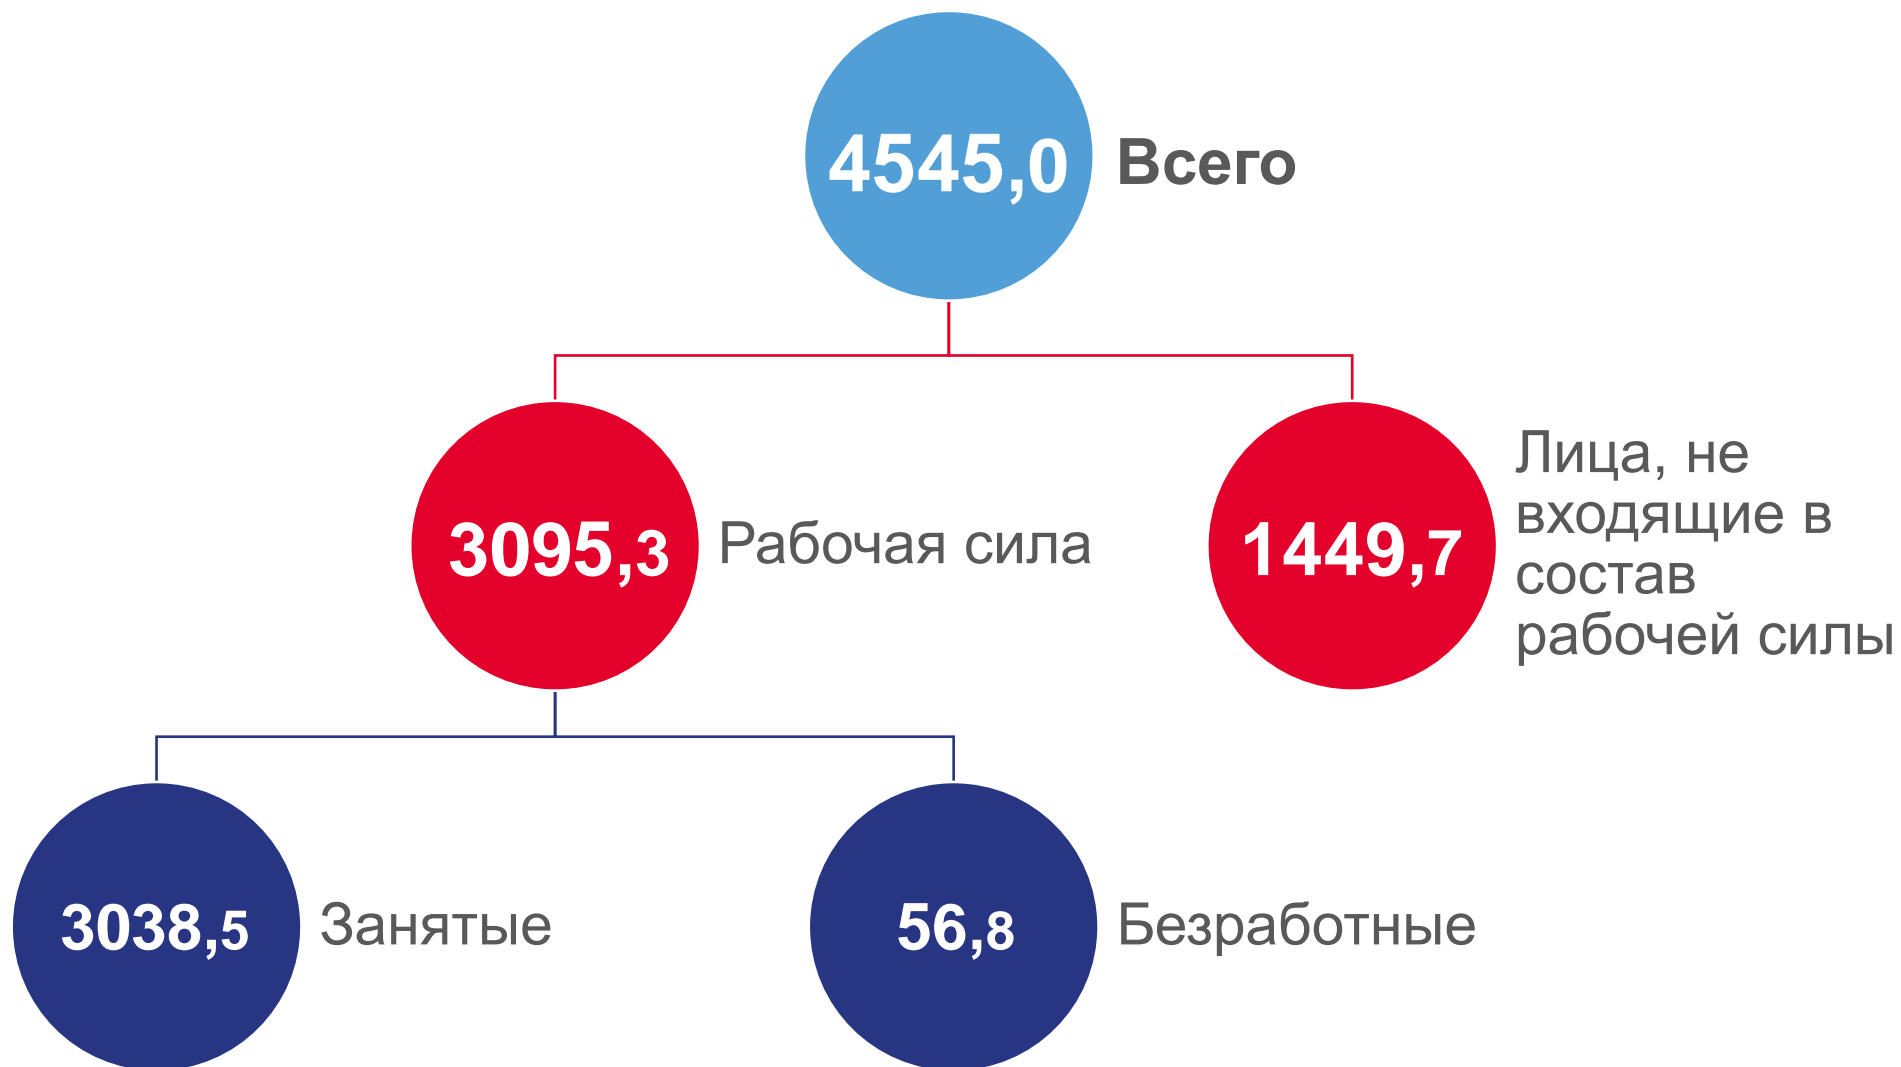 4545,0
Всего
3095,3
Рабочая сила
1449,7
Лица, не
входящие в
состав
рабочей силы
3038,5
Занятые
56,8
Безработные